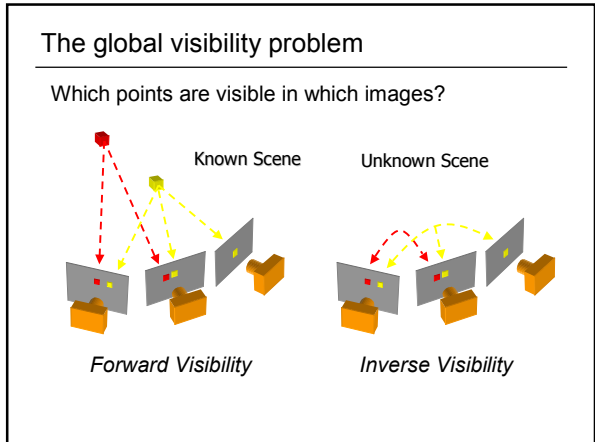 The global visibility problem
Which points are visible in which images?
Known Scene
Unknown Scene
Forward Visibility
Inverse Visibility